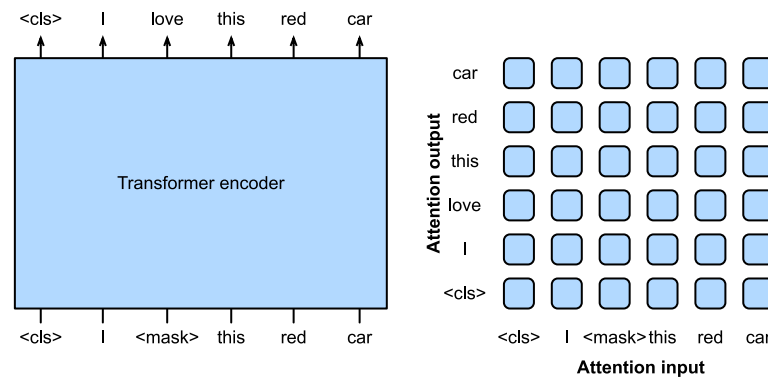 <cls> I love this red car
Transformer encoder
<cls> I <mask> this red car
Attention output
car
red
this
love
I
<cls>
<cls> I <mask> this red car
Attention input